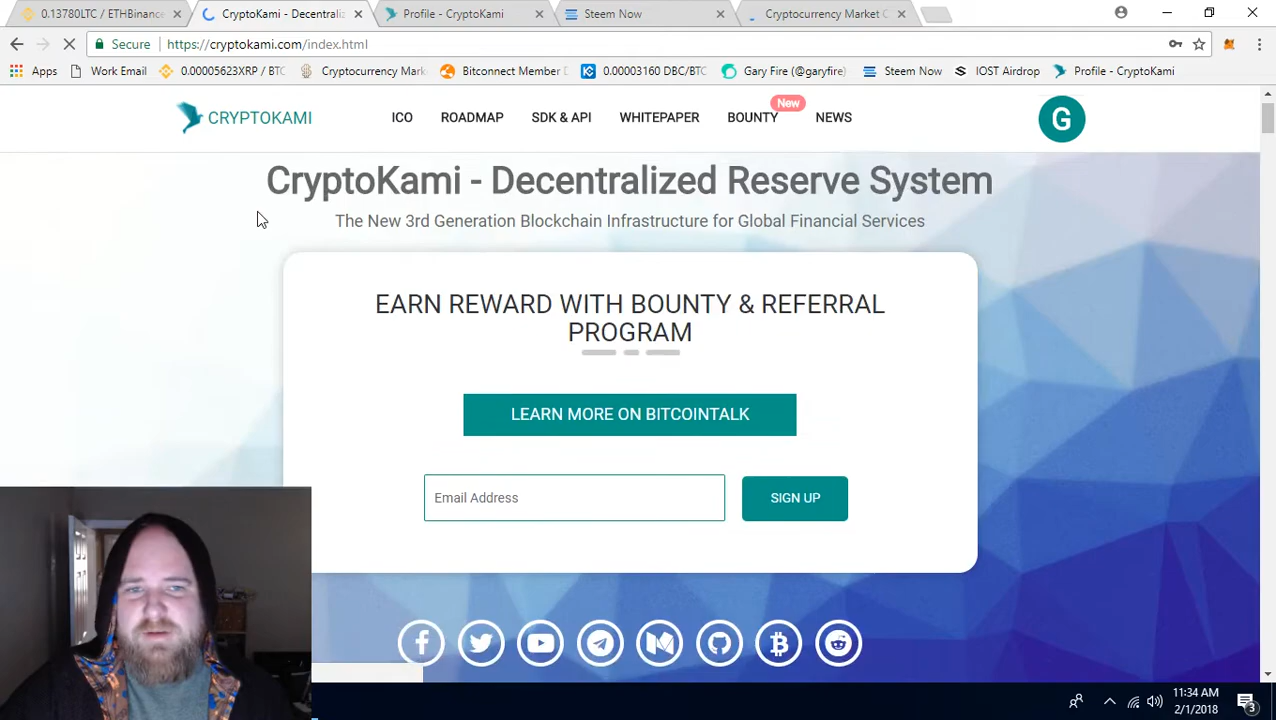 0.13780LTC / ETHBinance
CryptoKami - Decentraliz
Profile - CryptoKami
Steem Now
Cryptocurrency Market C
Secure
https://cryptokami.com/index.html
Apps
Work Email
0.00005623XRP / BTC
Cryptocurrency Mark
Bitconnect Member D
0.00003160 DBC/BTC
Gary Fire (@garyfire)
Steem Now
IOST Airdrop
Profile - CryptoKami
CRYPTOKAMI
ICO
ROADMAP
SDK & API
WHITEPAPER
BOUNTY
New
NEWS
G
CryptoKami - Decentralized Reserve System
The New 3rd Generation Blockchain Infrastructure for Global Financial Services
EARN REWARD WITH BOUNTY & REFERRAL
PROGRAM
LEARN MORE ON BITCOINTALK
Email Address
SIGN UP
11:34 AM
2/1/2018
3